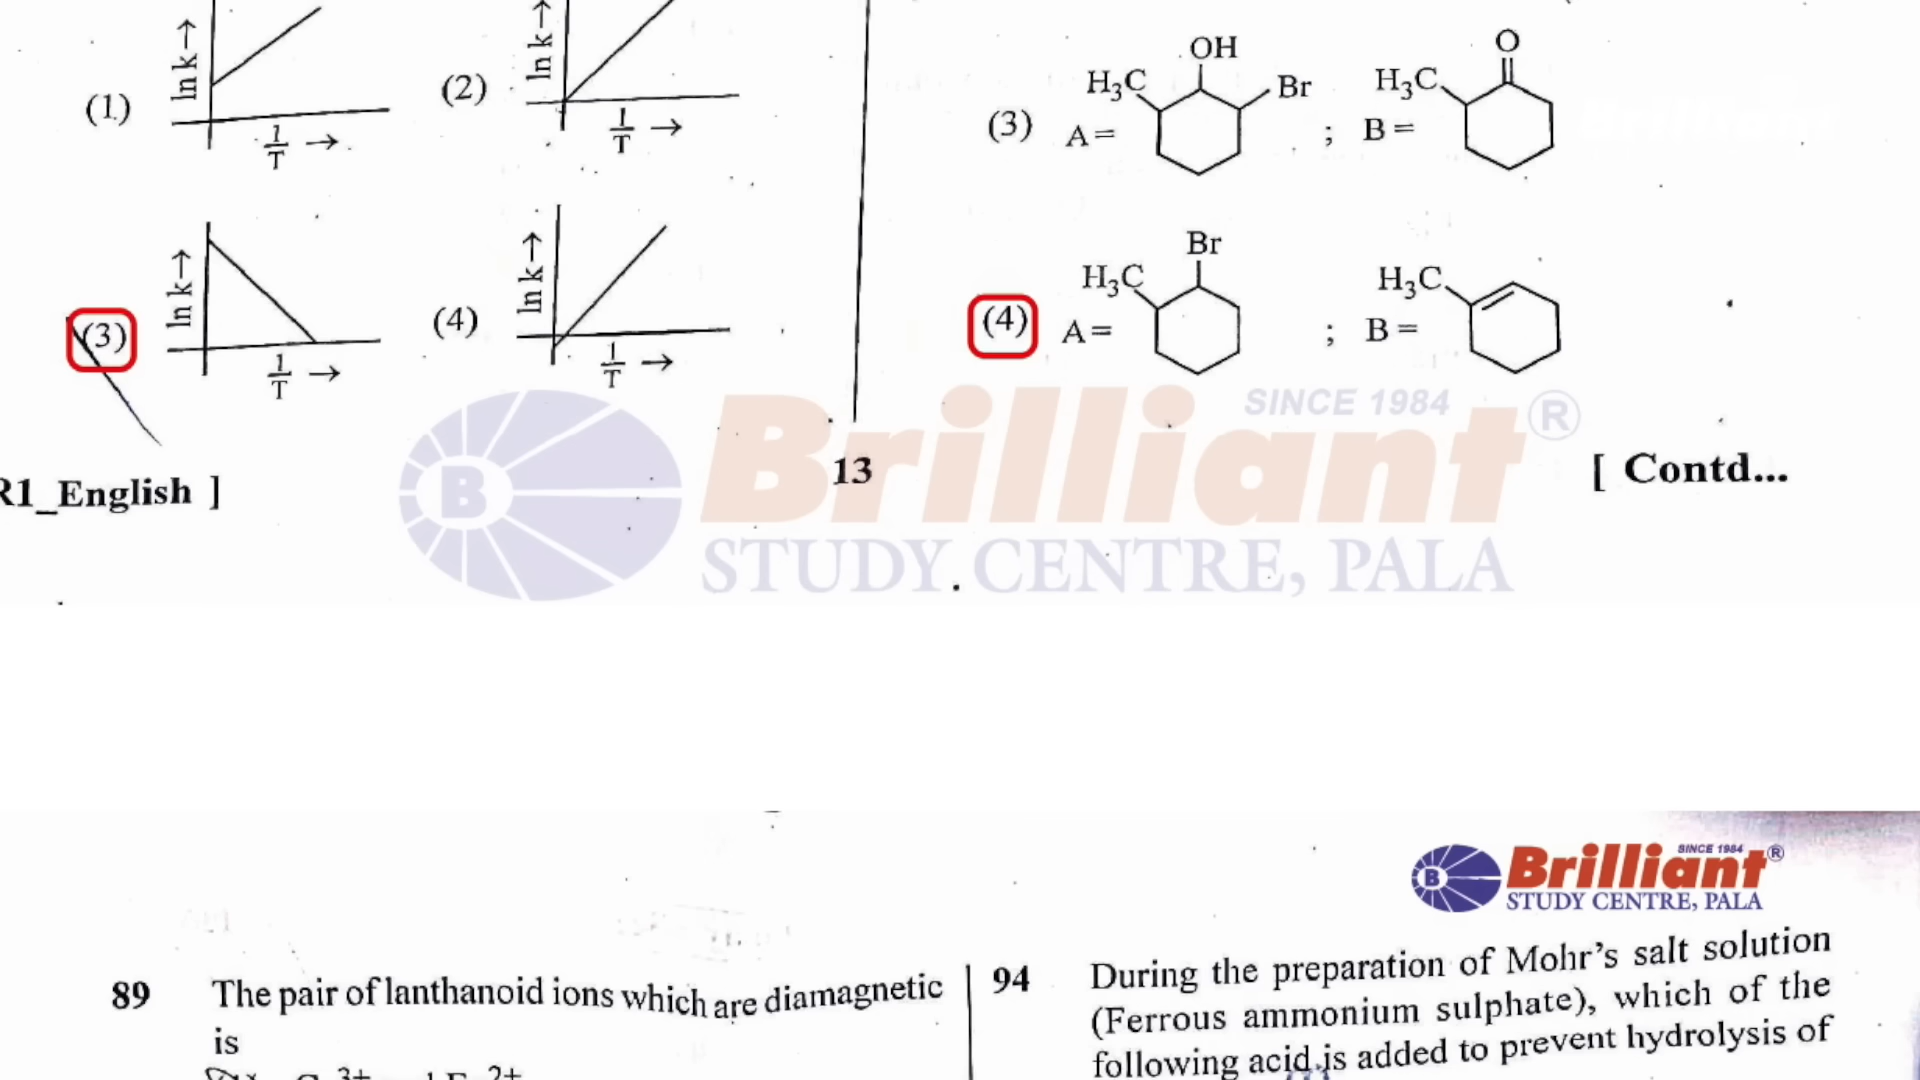 (1)
ln k→
1/T →
(2)
ln k→
1/T →
(3)
ln k→
1/T →
(4)
ln k→
1/T →
(3)
A=
H₃C
OH
Br
; B=
H₃C
O
(4)
A=
H₃C
Br
; B=
H₃C
R1_English ]
13
[ Contd...
B
Brilliant
SINCE 1984
®
STUDY CENTRE, PALA
B
Brilliant
SINCE 1984
®
STUDY CENTRE, PALA
89 The pair of lanthanoid ions which are diamagnetic
is
94 During the preparation of Mohr's salt solution
(Ferrous ammonium sulphate), which of the
following acid is added to prevent hydrolysis of